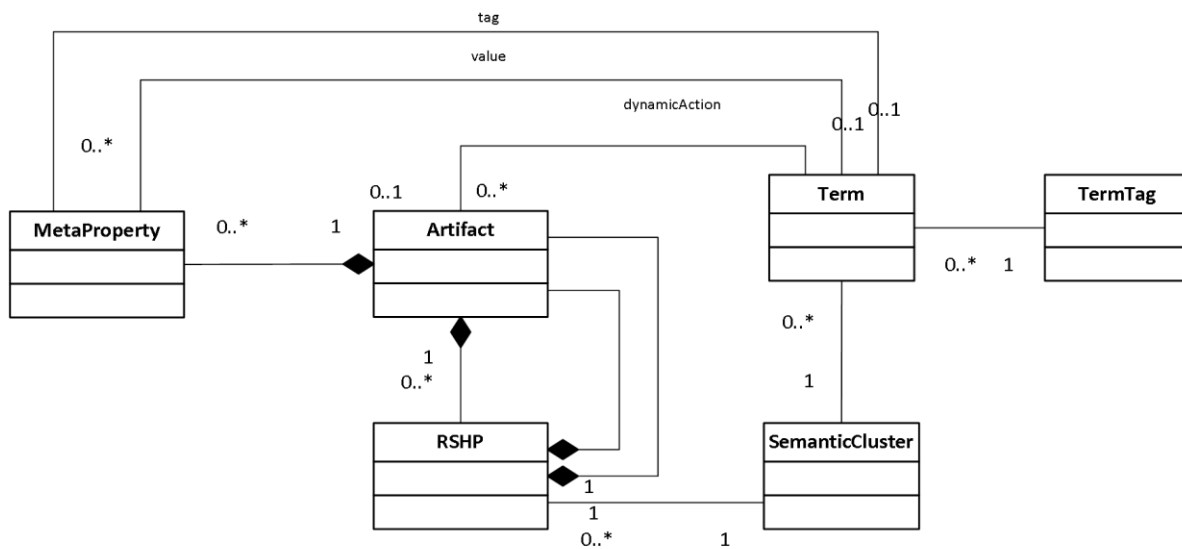 tag
value
dynamicAction
0..1
0..1
0..*
0..1
0..*
Term
TermTag
MetaProperty
0..*
1
Artifact
0..*
1
0..*
1
0..*
1
RSHP
SemanticCluster
1
1
0..*
1